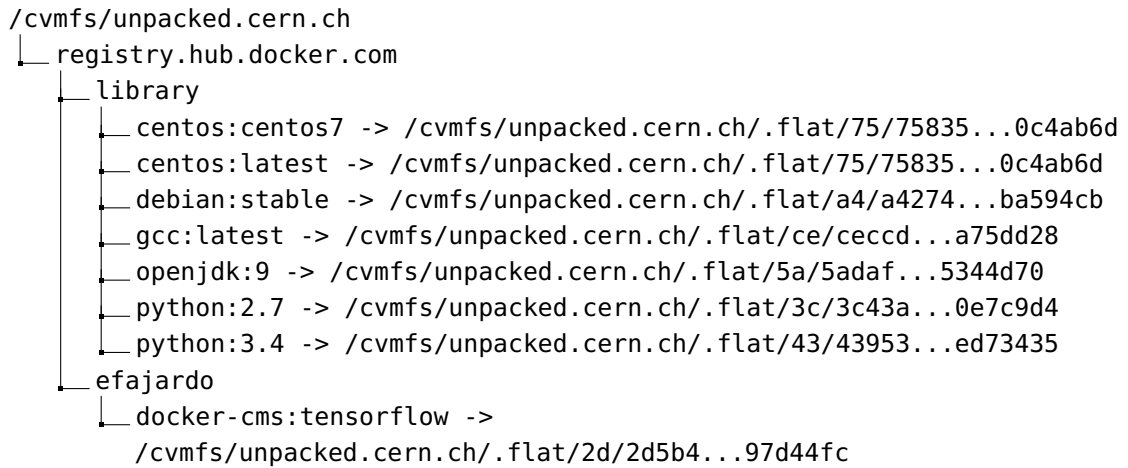 /cvmfs/unpacked.cern.ch
registry.hub.docker.com
library
centos:centos7 -> /cvmfs/unpacked.cern.ch/.flat/75/75835...0c4ab6d
centos:latest -> /cvmfs/unpacked.cern.ch/.flat/75/75835...0c4ab6d
debian:stable -> /cvmfs/unpacked.cern.ch/.flat/a4/a4274...ba594cb
gcc:latest -> /cvmfs/unpacked.cern.ch/.flat/ce/ceccd...a75dd28
openjdk:9 -> /cvmfs/unpacked.cern.ch/.flat/5a/5adaf...5344d70
python:2.7 -> /cvmfs/unpacked.cern.ch/.flat/3c/3c43a...0e7c9d4
python:3.4 -> /cvmfs/unpacked.cern.ch/.flat/43/43953...ed73435
efajardo
docker-cms:tensorflow ->
/cvmfs/unpacked.cern.ch/.flat/2d/2d5b4...97d44fc